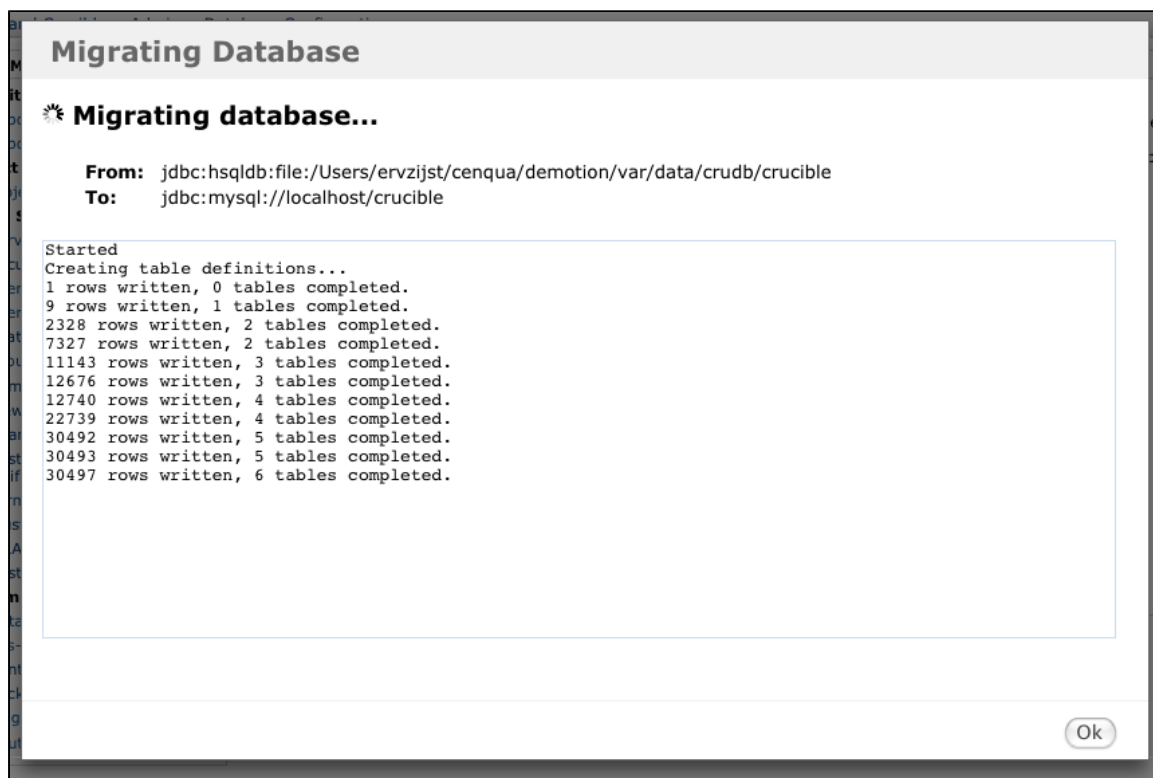 Migrating Database
Migrating database...
From: jdbc:hsqldb:file:/Users/ervzijst/cenqua/demotion/var/data/crudb/crucible
To: jdbc:mysql://localhost/crucible
Started
Creating table definitions...
1 rows written, 0 tables completed.
9 rows written, 1 tables completed.
2328 rows written, 2 tables completed.
7327 rows written, 2 tables completed.
11143 rows written, 3 tables completed.
12676 rows written, 3 tables completed.
12740 rows written, 4 tables completed.
22739 rows written, 4 tables completed.
30492 rows written, 5 tables completed.
30493 rows written, 5 tables completed.
30497 rows written, 6 tables completed.
Ok